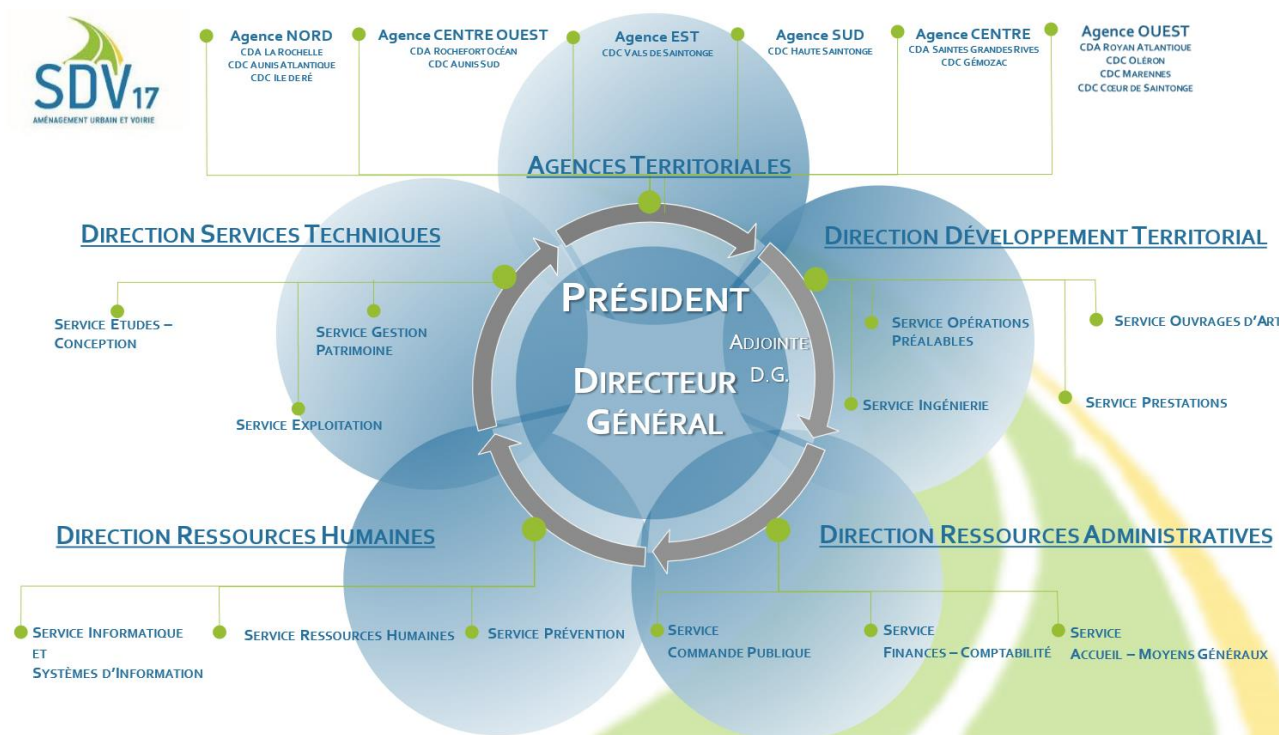 SDV17
AMÉNAGEMENT URBAIN ET VOIRIE
Agence NORD
CDA LA ROCHELLE
CDC AUNIS ATLANTIQUE
CDC ILE DE RÉ
Agence CENTRE OUEST
CDA ROCHEFORT OCÉAN
CDC AUNIS SUD
Agence EST
CDC VALS DE SAINTONGE
Agence SUD
CDC HAUTE SAINTONGE
Agence CENTRE
CDA SAINTES GRANDES RIVES
CDC GÉMOZAC
Agence OUEST
CDA ROYAN ATLANTIQUE
CDC OLÉRON
CDC MARENNES
CDC CŒUR DE SAINTONGE
AGENCES TERRITORIALES
DIRECTION SERVICES TECHNIQUES
SERVICE ETUDES –
CONCEPTION
SERVICE GESTION
PATRIMOINE
SERVICE EXPLOITATION
DIRECTION DÉVELOPPEMENT TERRITORIAL
SERVICE OPÉRATIONS
PRÉALABLES
SERVICE OUVRAGES D'ART
SERVICE INGÉNIERIE
SERVICE PRESTATIONS
PRÉSIDENT
ADJOINTE
D.G.
DIRECTEUR
GÉNÉRAL
DIRECTION RESSOURCES HUMAINES
SERVICE INFORMATIQUE
ET
SYSTÈMES D'INFORMATION
SERVICE RESSOURCES HUMAINES
SERVICE PRÉVENTION
DIRECTION RESSOURCES ADMINISTRATIVES
SERVICE
COMMANDE PUBLIQUE
SERVICE
FINANCES – COMPTABILITÉ
SERVICE
ACCUEIL – MOYENS GÉNÉRAUX